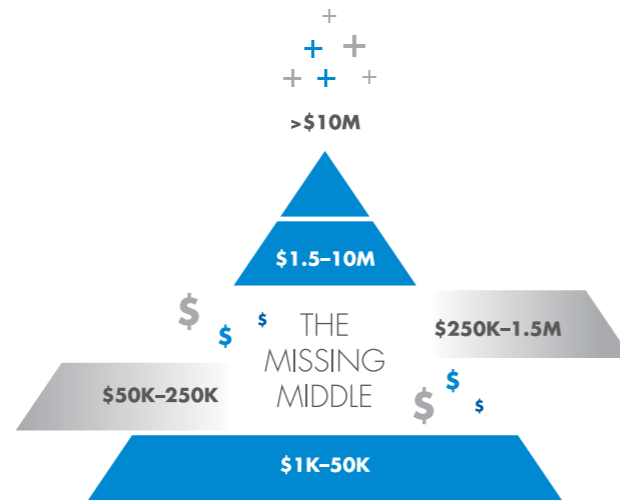 >$10M
$1.5–10M
$ $ $
THE
MISSING
MIDDLE
$250K–1.5M
$50K–250K
$ $ $
$1K–50K